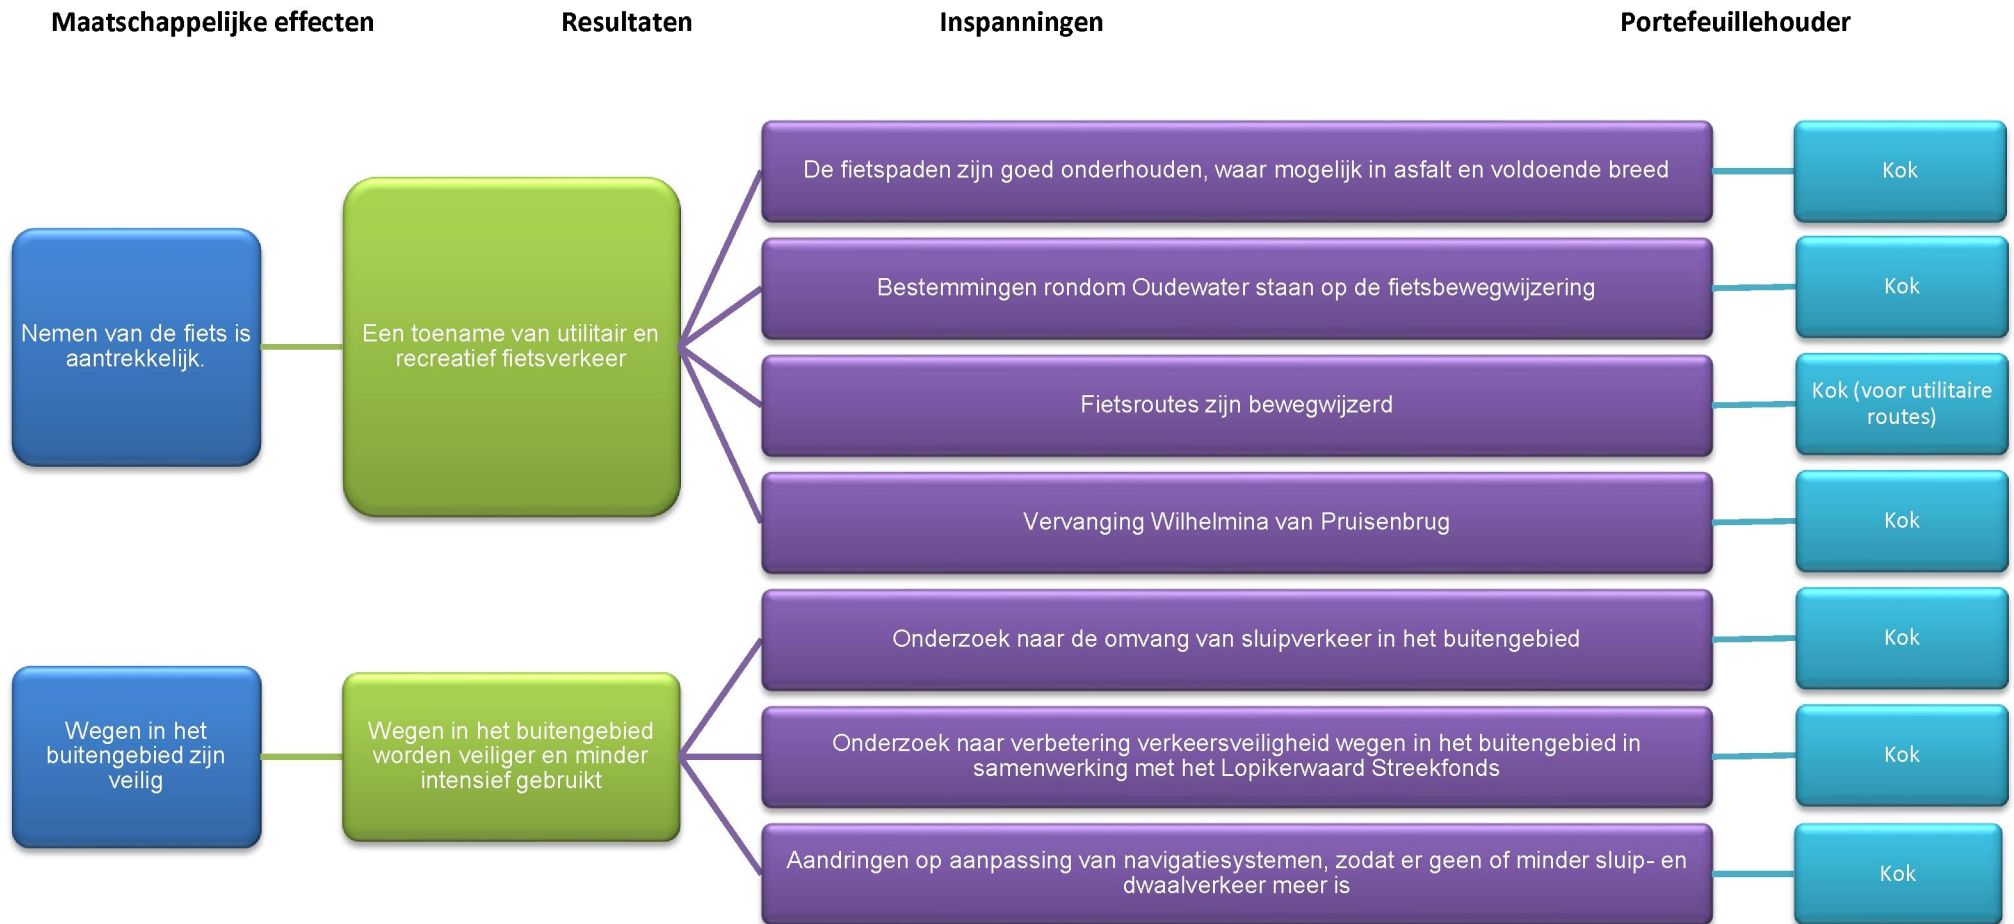 Maatschappelijke effecten Resultaten Inspanningen Portefeuillehouder
Nemen van de fiets is
aantrekkelijk.
Een toename van utilitair en
recreatief fietsverkeer
De fietspaden zijn goed onderhouden, waar mogelijk in asfalt en voldoende breed
Kok
Bestemmingen rondom Oudewater staan op de fietsbewegwijzering
Kok
Fietsroutes zijn bewegwijzerd
Kok (voor utilitaire
routes)
Vervanging Wilhelmina van Pruisenbrug
Kok
Wegen in het
buitengebied zijn
veilig
Wegen in het buitengebied
worden veiliger en minder
intensief gebruikt
Onderzoek naar de omvang van sluipverkeer in het buitengebied
Kok
Onderzoek naar verbetering verkeersveiligheid wegen in het buitengebied in
samenwerking met het Lopikerwaard Streekfonds
Kok
Aandringen op aanpassing van navigatiesystemen, zodat er geen of minder sluip- en
dwaalverkeer meer is
Kok